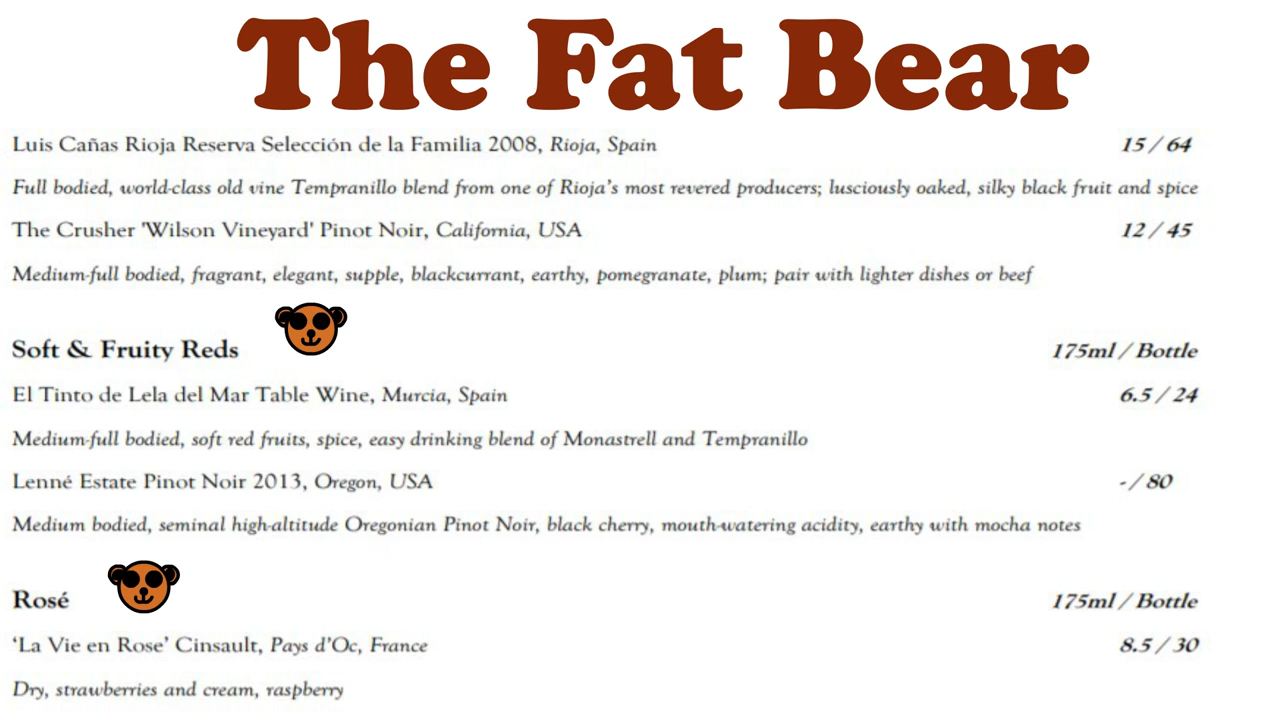 The Fat Bear
Luis Cañas Rioja Reserva Selección de la Familia 2008, Rioja, Spain 15 / 64
Full bodied, world-class old vine Tempranillo blend from one of Rioja's most revered producers; lusciously oaked, silky black fruit and spice
The Crusher 'Wilson Vineyard' Pinot Noir, California, USA 12 / 45
Medium-full bodied, fragrant, elegant, supple, blackcurrant, earthy, pomegranate, plum; pair with lighter dishes or beef
Soft & Fruity Reds 175ml / Bottle
El Tinto de Lela del Mar Table Wine, Murcia, Spain 6.5 / 24
Medium-full bodied, soft red fruits, spice, easy drinking blend of Monastrell and Tempranillo
Lenné Estate Pinot Noir 2013, Oregon, USA - / 80
Medium bodied, seminal high-altitude Oregonian Pinot Noir, black cherry, mouth-watering acidity, earthy with mocha notes
Rosé 175ml / Bottle
‘La Vie en Rose’ Cinsault, Pays d'Oc, France 8.5 / 30
Dry, strawberries and cream, raspberry